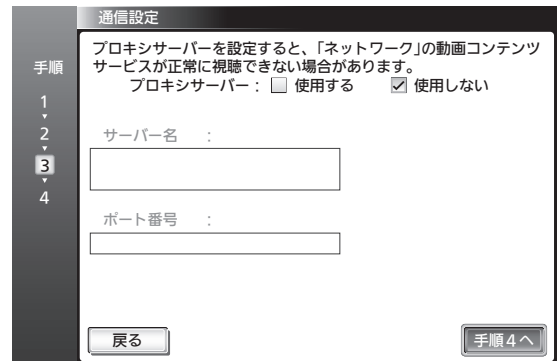 通信設定
手順
1
2
3
4
プロキシサーバーを設定すると、「ネットワーク」の動画コンテンツ
サービスが正常に視聴できない場合があります。
プロキシサーバー： 使用する 使用しない
サーバー名 :
ポート番号 :
戻る
手順4へ